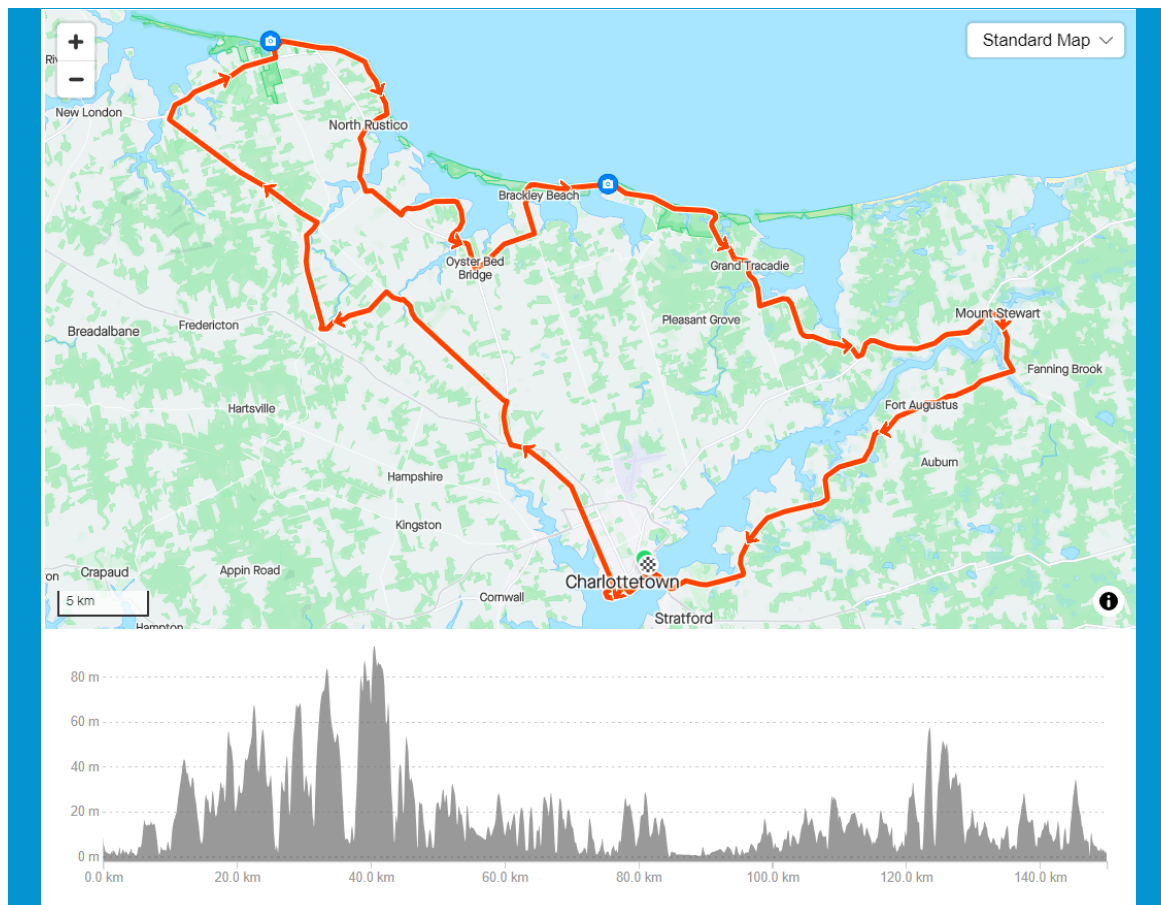 +
Standard Map
Riv
−
New London
North Rustico
Brackley Beach
Oyster Bed
Bridge
Grand Tracadie
Breadalbane
Fredericton
Pleasant Grove
Mount Stewart
Fanning Brook
Hartsville
Fort Augustus
Auburn
Hampshire
Kingston
on
Crapaud
Appin Road
Charlottetown
5 km
Cornwall
i
Stratford
Hampton
80 m
60 m
40 m
20 m
0 m
0.0 km 20.0 km 40.0 km 60.0 km 80.0 km 100.0 km 120.0 km 140.0 km